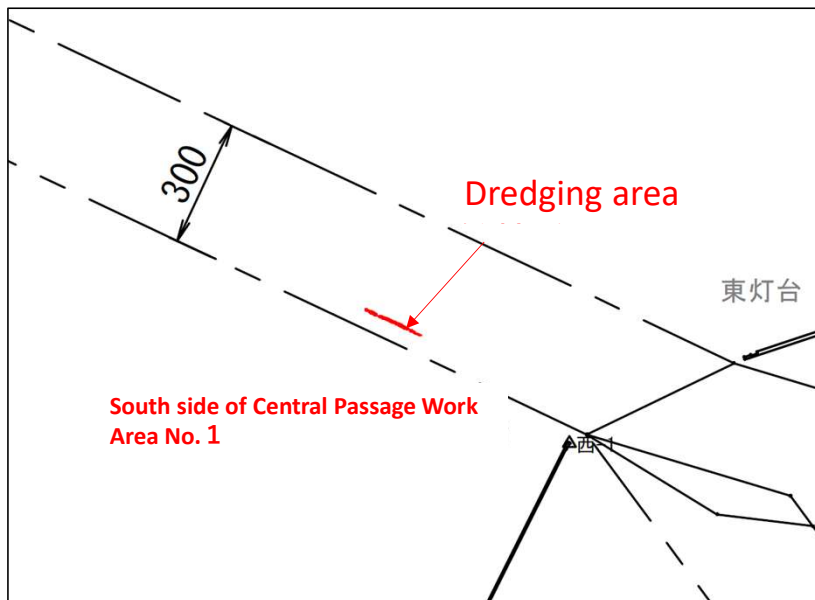 300
Dredging area
東灯台
South side of Central Passage Work
Area No. 1
西-1